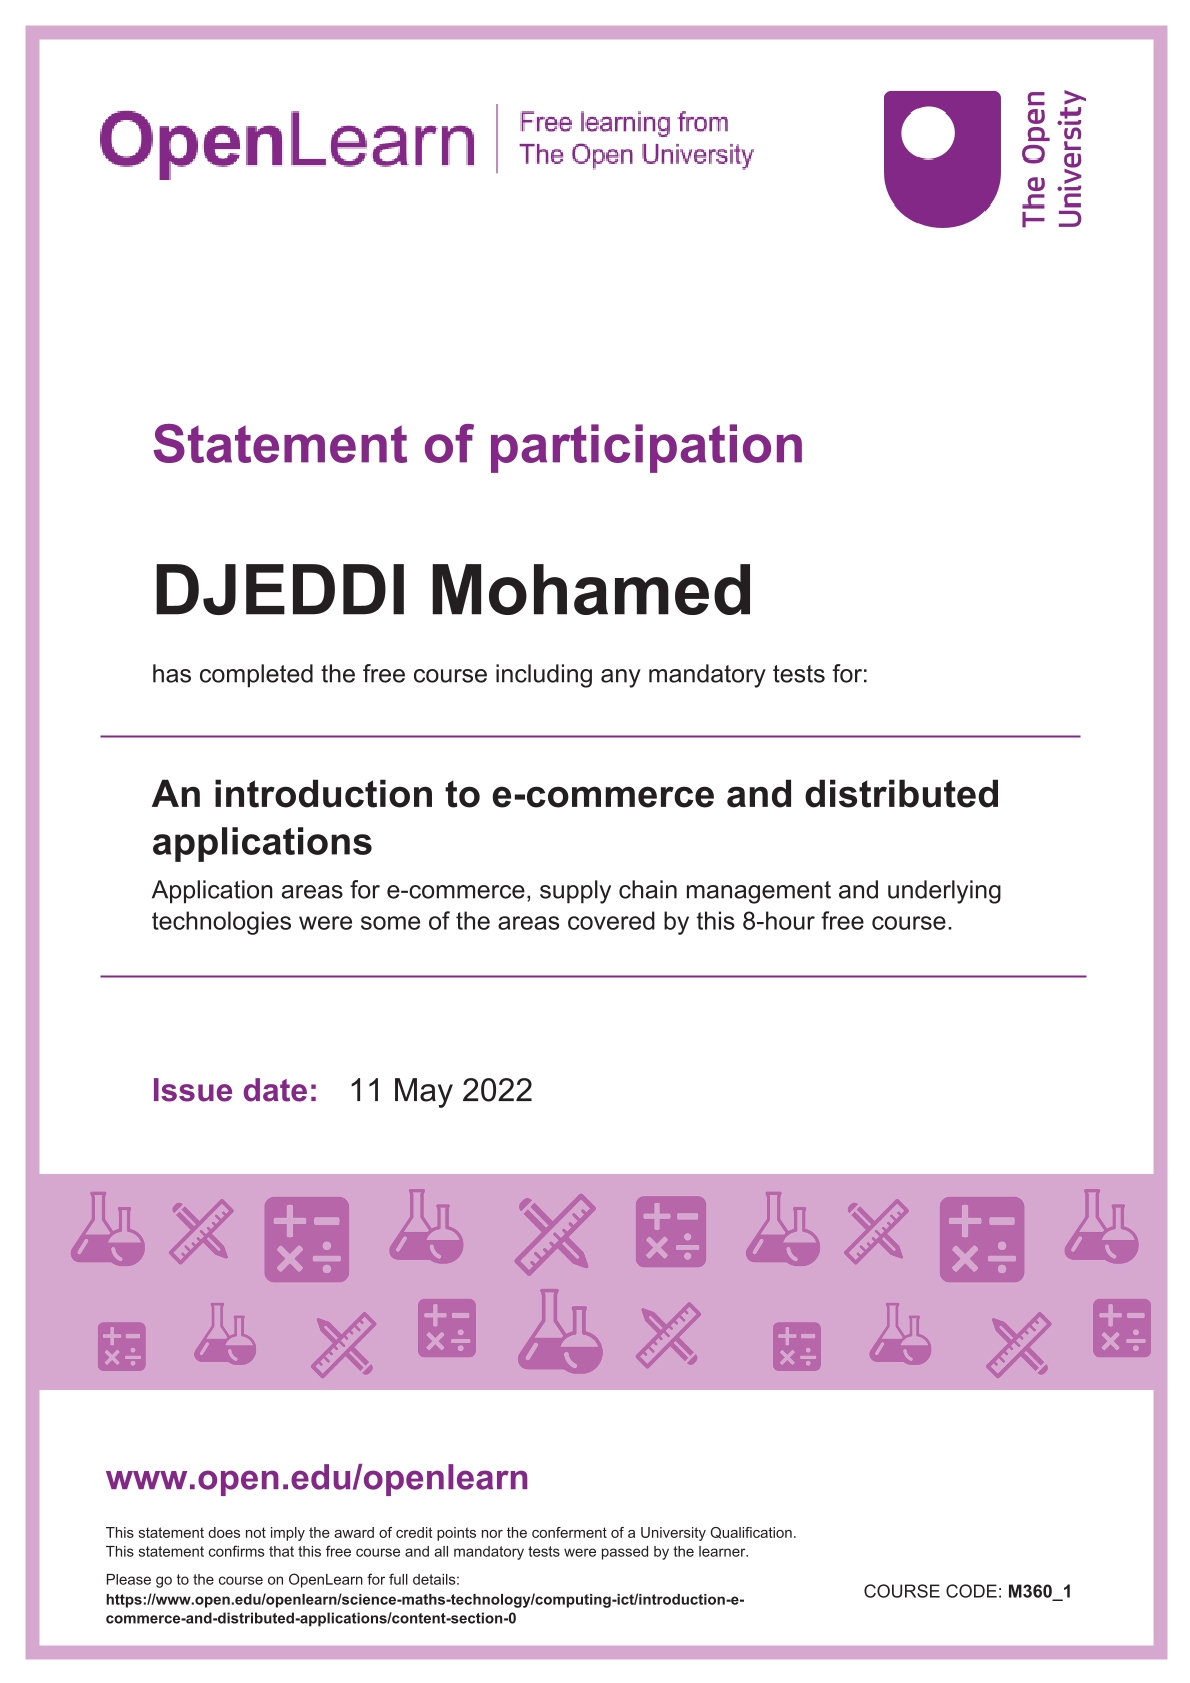 OpenLearn
Free learning from
The Open University
The Open
University
Statement of participation
DJEDDI Mohamed
has completed the free course including any mandatory tests for:
An introduction to e-commerce and distributed
applications
Application areas for e-commerce, supply chain management and underlying
technologies were some of the areas covered by this 8-hour free course.
Issue date: 11 May 2022
www.open.edu/openlearn
This statement does not imply the award of credit points nor the conferment of a University Qualification.
This statement confirms that this free course and all mandatory tests were passed by the learner.
Please go to the course on OpenLearn for full details:
https://www.open.edu/openlearn/science-maths-technology/computing-ict/introduction-e-
commerce-and-distributed-applications/content-section-0
COURSE CODE: M360_1